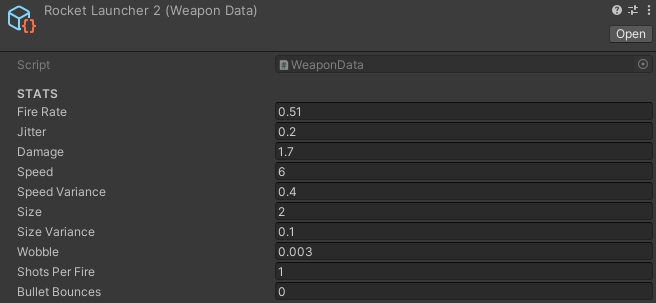 Rocket Launcher 2 (Weapon Data)
Open
Script WeaponData
STATS
Fire Rate 0.51
Jitter 0.2
Damage 1.7
Speed 6
Speed Variance 0.4
Size 2
Size Variance 0.1
Wobble 0.003
Shots Per Fire 1
Bullet Bounces 0